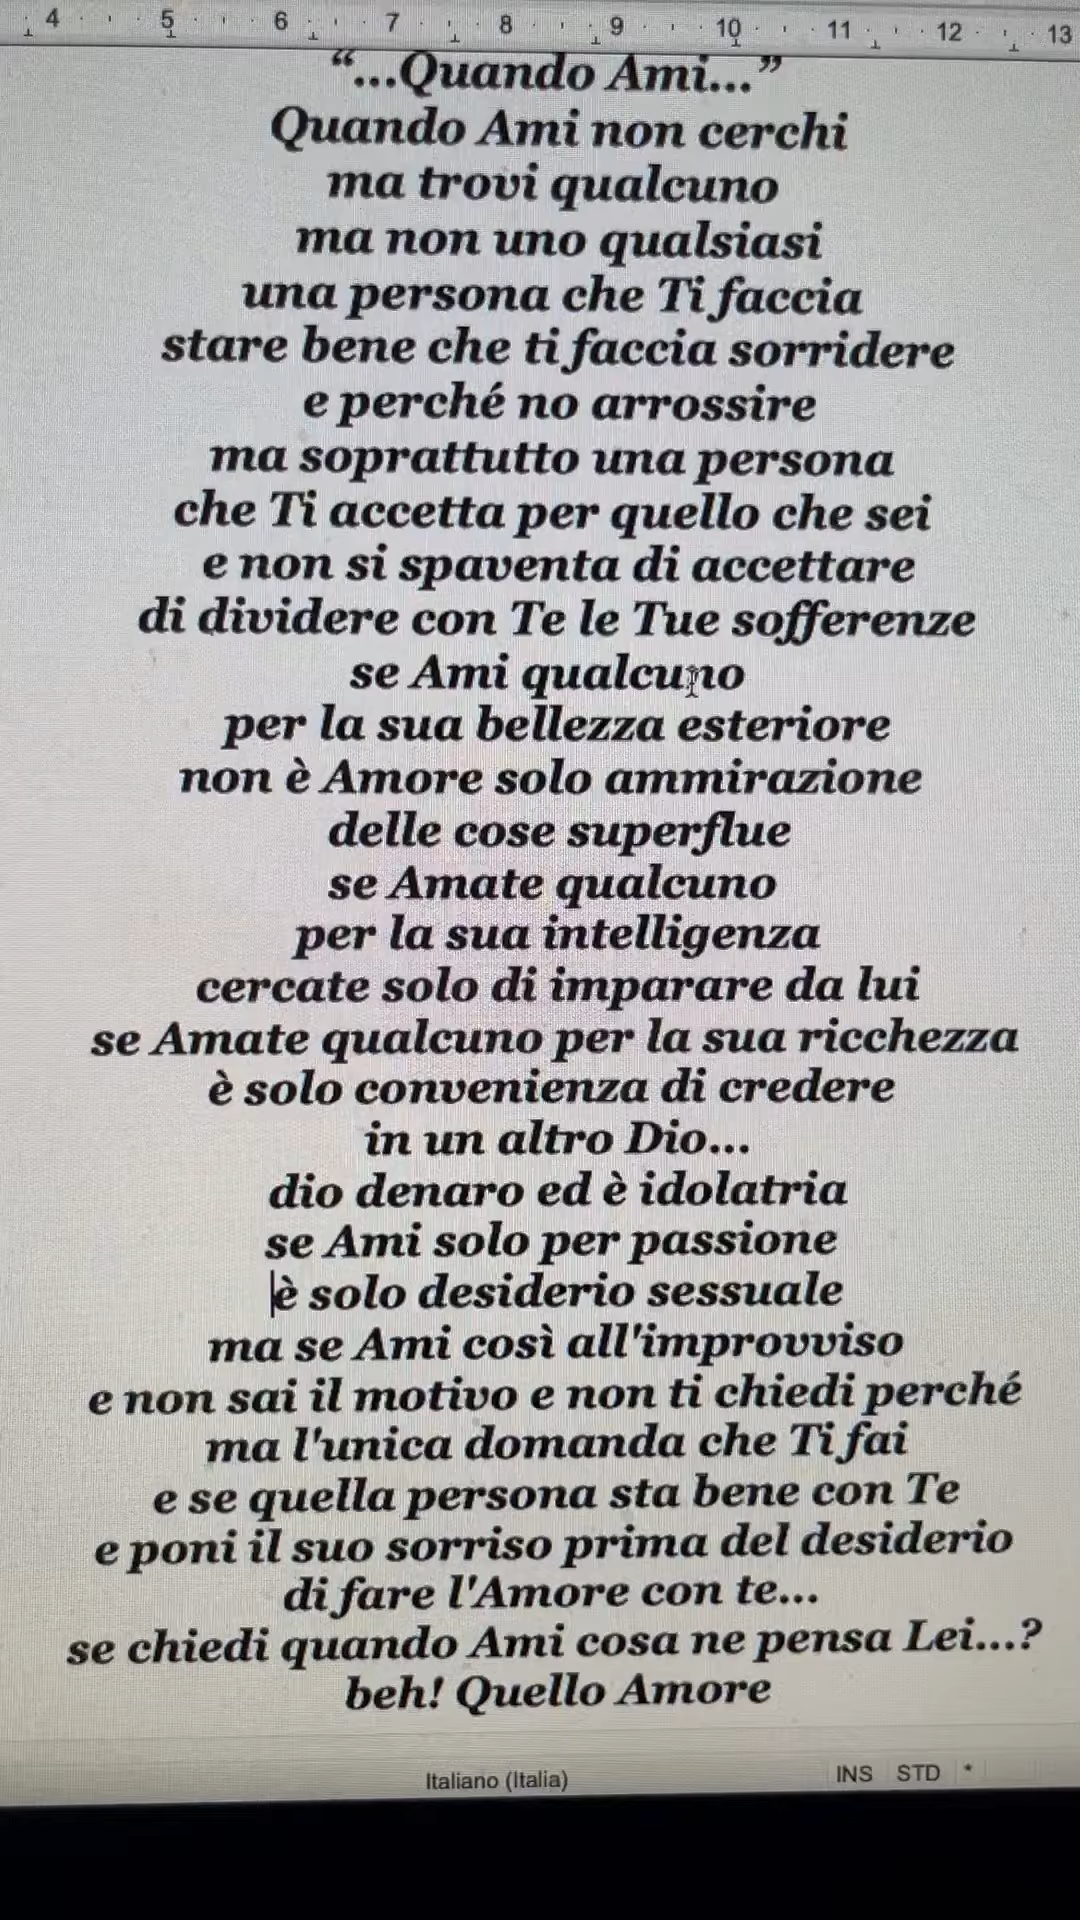 4 5 6 7 8 9 10 11 12 13
“...Quando Ami...”
Quando Ami non cerchi
ma trovi qualcuno
ma non uno qualsiasi
una persona che Ti faccia
stare bene che ti faccia sorridere
e perché no arrossire
ma soprattutto una persona
che Ti accetta per quello che sei
e non si spaventa di accettare
di dividere con Te le Tue sofferenze
se Ami qualcuno
per la sua bellezza esteriore
non è Amore solo ammirazione
delle cose superflue
se Amate qualcuno
per la sua intelligenza
cercate solo di imparare da lui
se Amate qualcuno per la sua ricchezza
è solo convenienza di credere
in un altro Dio...
dio denaro ed è idolatria
se Ami solo per passione
è solo desiderio sessuale
ma se Ami così all'improvviso
e non sai il motivo e non ti chiedi perché
ma l'unica domanda che Ti fai
e se quella persona sta bene con Te
e poni il suo sorriso prima del desiderio
di fare l'Amore con te...
se chiedi quando Ami cosa ne pensa Lei...?
beh! Quello Amore
Italiano (Italia) INS STD *